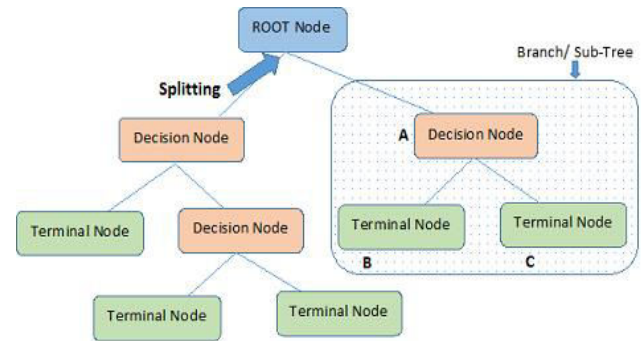 ROOT Node
Branch/ Sub-Tree
Splitting
Decision Node
A
Decision Node
Terminal Node
Decision Node
Terminal Node
Terminal Node
B
C
Terminal Node
Terminal Node